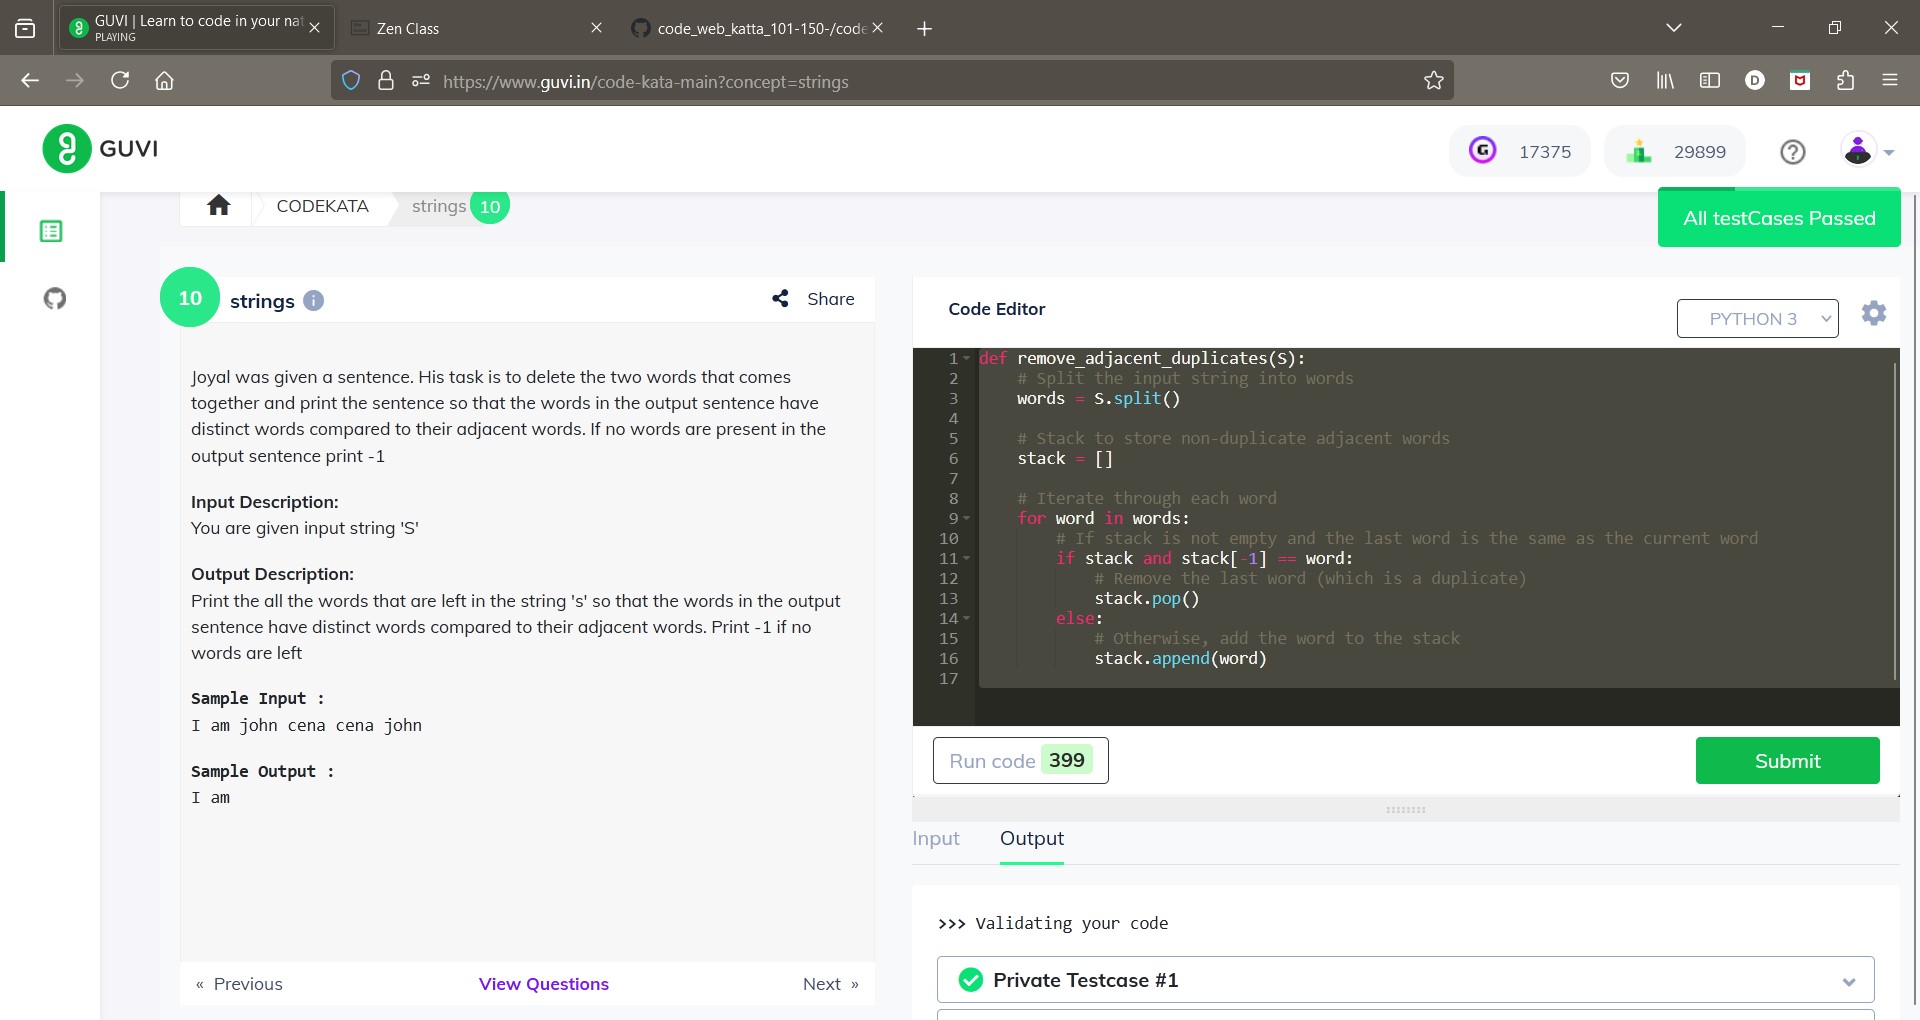 GUVI | Learn to code in your nat
PLAYING
Zen Class
code_web_katta_101-150-/code
https://www.guvi.in/code-kata-main?concept=strings
D
GUVI
G 17375
29899
CODEKATA
strings 10
All testCases Passed
10 strings
Share
Joyal was given a sentence. His task is to delete the two words that comes
together and print the sentence so that the words in the output sentence have
distinct words compared to their adjacent words. If no words are present in the
output sentence print -1
Input Description:
You are given input string 'S'
Output Description:
Print the all the words that are left in the string 's' so that the words in the output
sentence have distinct words compared to their adjacent words. Print -1 if no
words are left
Sample Input :
I am john cena cena john
Sample Output :
I am
« Previous
View Questions
Next »
Code Editor
PYTHON 3
1 def remove_adjacent_duplicates(S):
2 # Split the input string into words
3 words = S.split()
4
5 # Stack to store non-duplicate adjacent words
6 stack = []
7
8 # Iterate through each word
9 for word in words:
10 # If stack is not empty and the last word is the same as the current word
11 if stack and stack[-1] == word:
12 # Remove the last word (which is a duplicate)
13 stack.pop()
14 else:
15 # Otherwise, add the word to the stack
16 stack.append(word)
17
Run code 399
Submit
Input
Output
>>> Validating your code
Private Testcase #1